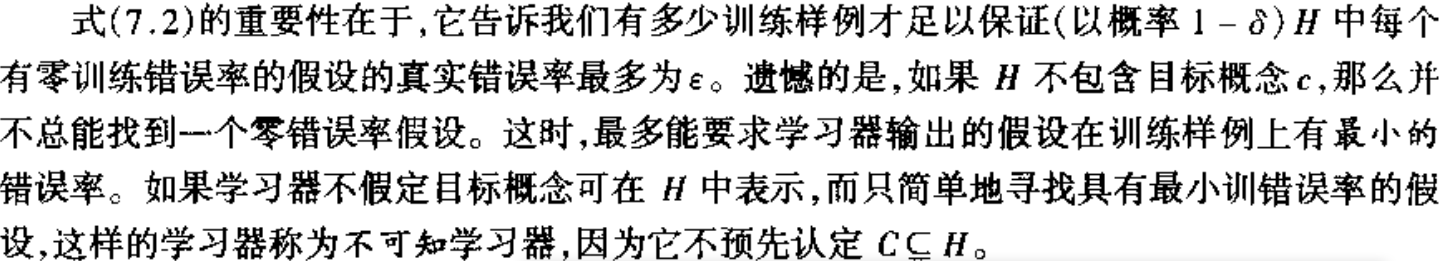 式(7.2)的重要性在于,它告诉我们有多少训练样例才足以保证(以概率 1 – δ) H 中每个
有零训练错误率的假设的真实错误率最多为 ε。遗憾的是,如果 H 不包含目标概念 c,那么并
不总能找到一个零错误率假设。这时,最多能要求学习器输出的假设在训练样例上有最小的
错误率。如果学习器不假定目标概念可在 H 中表示,而只简单地寻找具有最小训错误率的假
设,这样的学习器称为不可知学习器,因为它不预先认定 C⊆H。